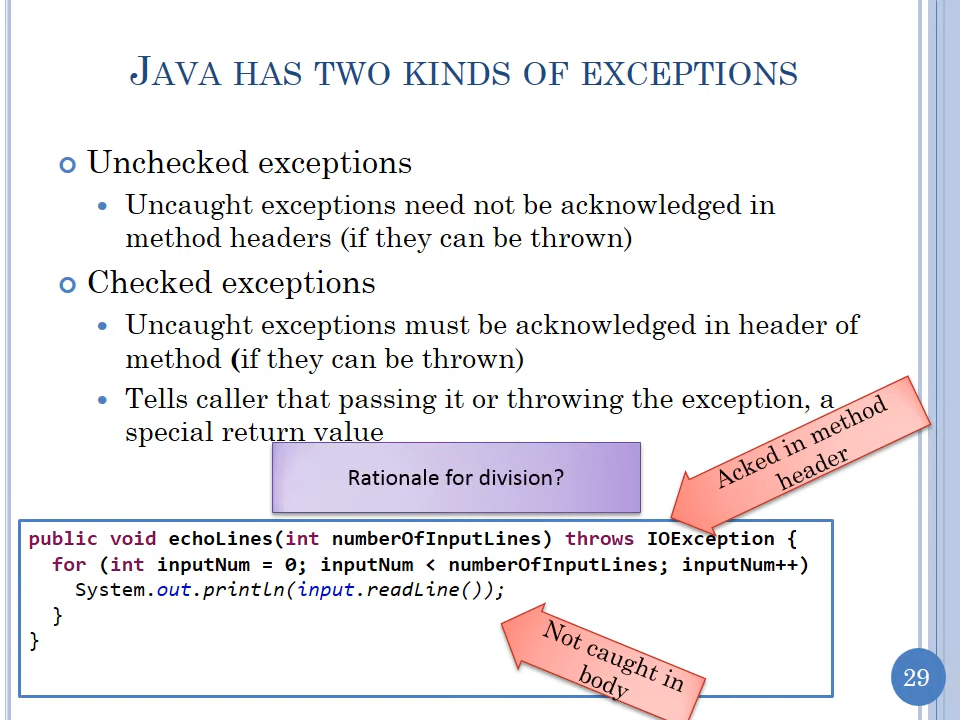 JAVA HAS TWO KINDS OF EXCEPTIONS
Unchecked exceptions
Uncaught exceptions need not be acknowledged in
method headers (if they can be thrown)
Checked exceptions
Uncaught exceptions must be acknowledged in header of
method (if they can be thrown)
Tells caller that passing it or throwing the exception, a
special return value
Acked in method
header
Rationale for division?
public void echoLines(int numberOfInputLines) throws IOException {
for (int inputNum = 0; inputNum < numberOfInputLines; inputNum++)
System.out.println(input.readLine());
}
}
Not caught in
body
29